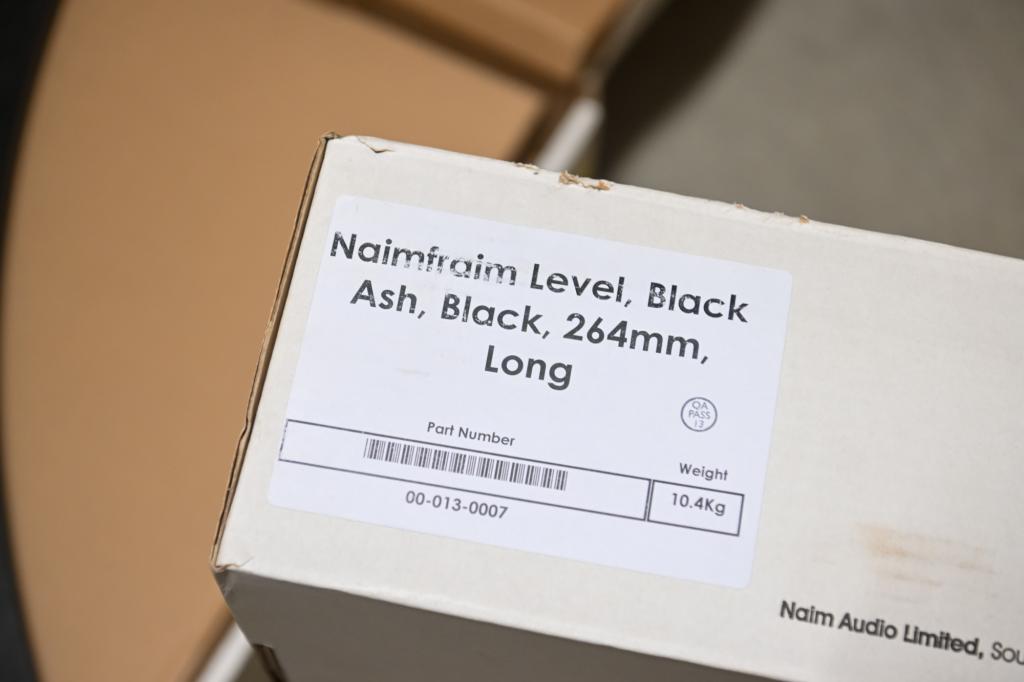 Naimfraim Level, Black
Ash, Black, 264mm,
Long
QA
PASS
13
Part Number
00-013-0007
Weight
10.4Kg
Naim Audio Limited,